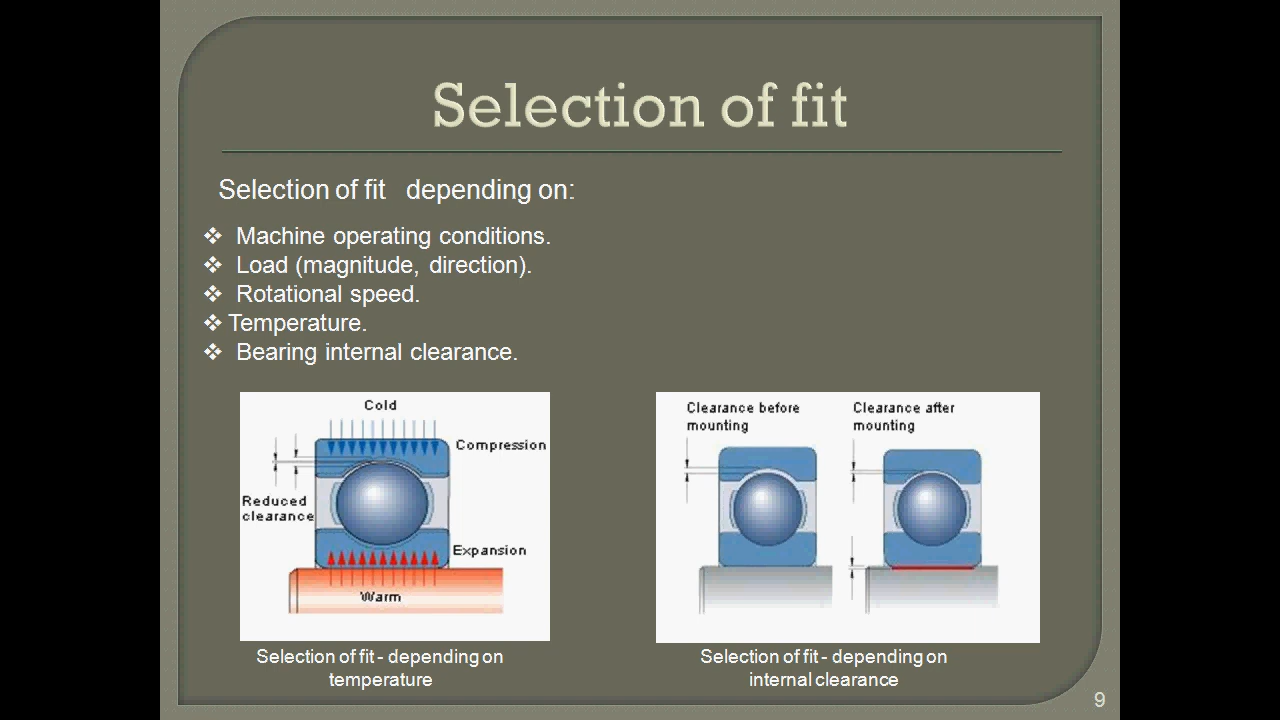 Selection of fit
Selection of fit depending on:
❖ Machine operating conditions.
❖ Load (magnitude, direction).
❖ Rotational speed.
❖ Temperature.
❖ Bearing internal clearance.
Cold
Compression
Reduced
clearance
Expansion
Warm
Selection of fit - depending on
temperature
Clearance before
mounting
Clearance after
mounting
Selection of fit - depending on
internal clearance
9